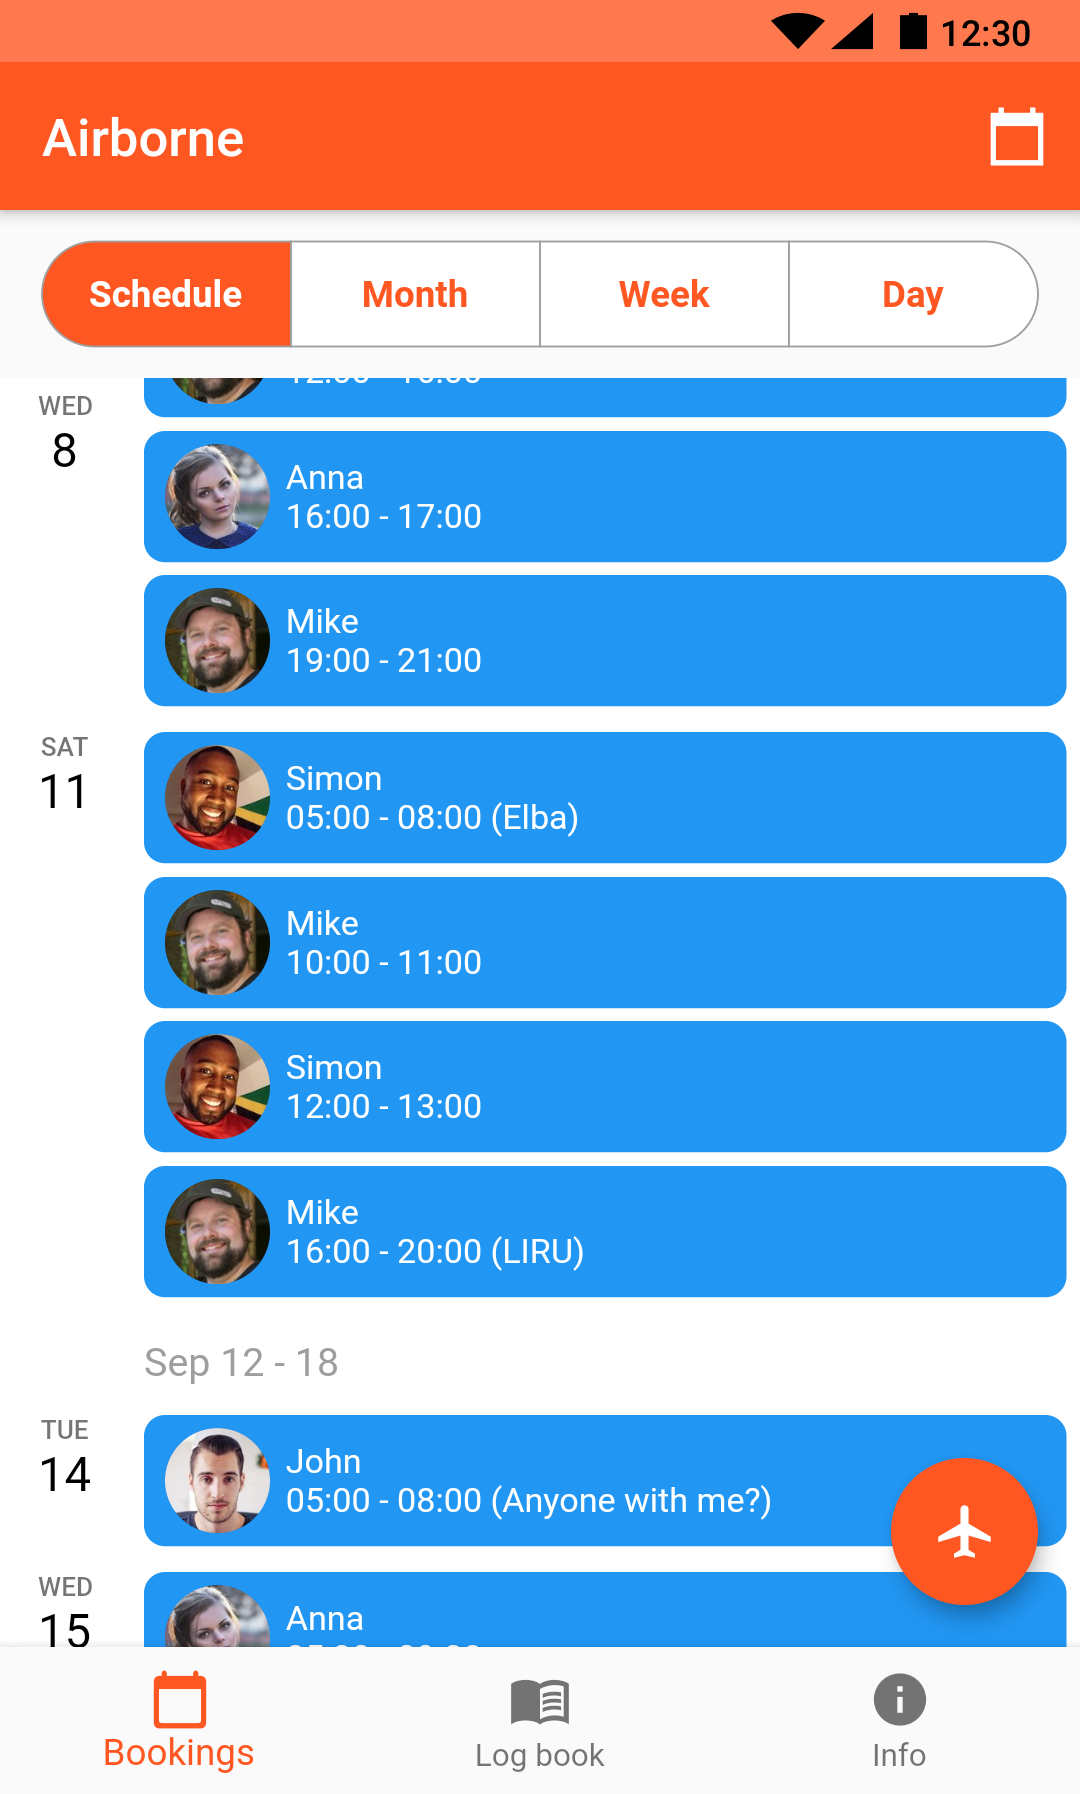 12:30
Airborne
Schedule
Month
Week
Day
WED
8
Anna
16:00 - 17:00
Mike
19:00 - 21:00
SAT
11
Simon
05:00 - 08:00 (Elba)
Mike
10:00 - 11:00
Simon
12:00 - 13:00
Mike
16:00 - 20:00 (LIRU)
Sep 12 - 18
TUE
14
John
05:00 - 08:00 (Anyone with me?)
WED
15
Anna
Bookings
Log book
Info